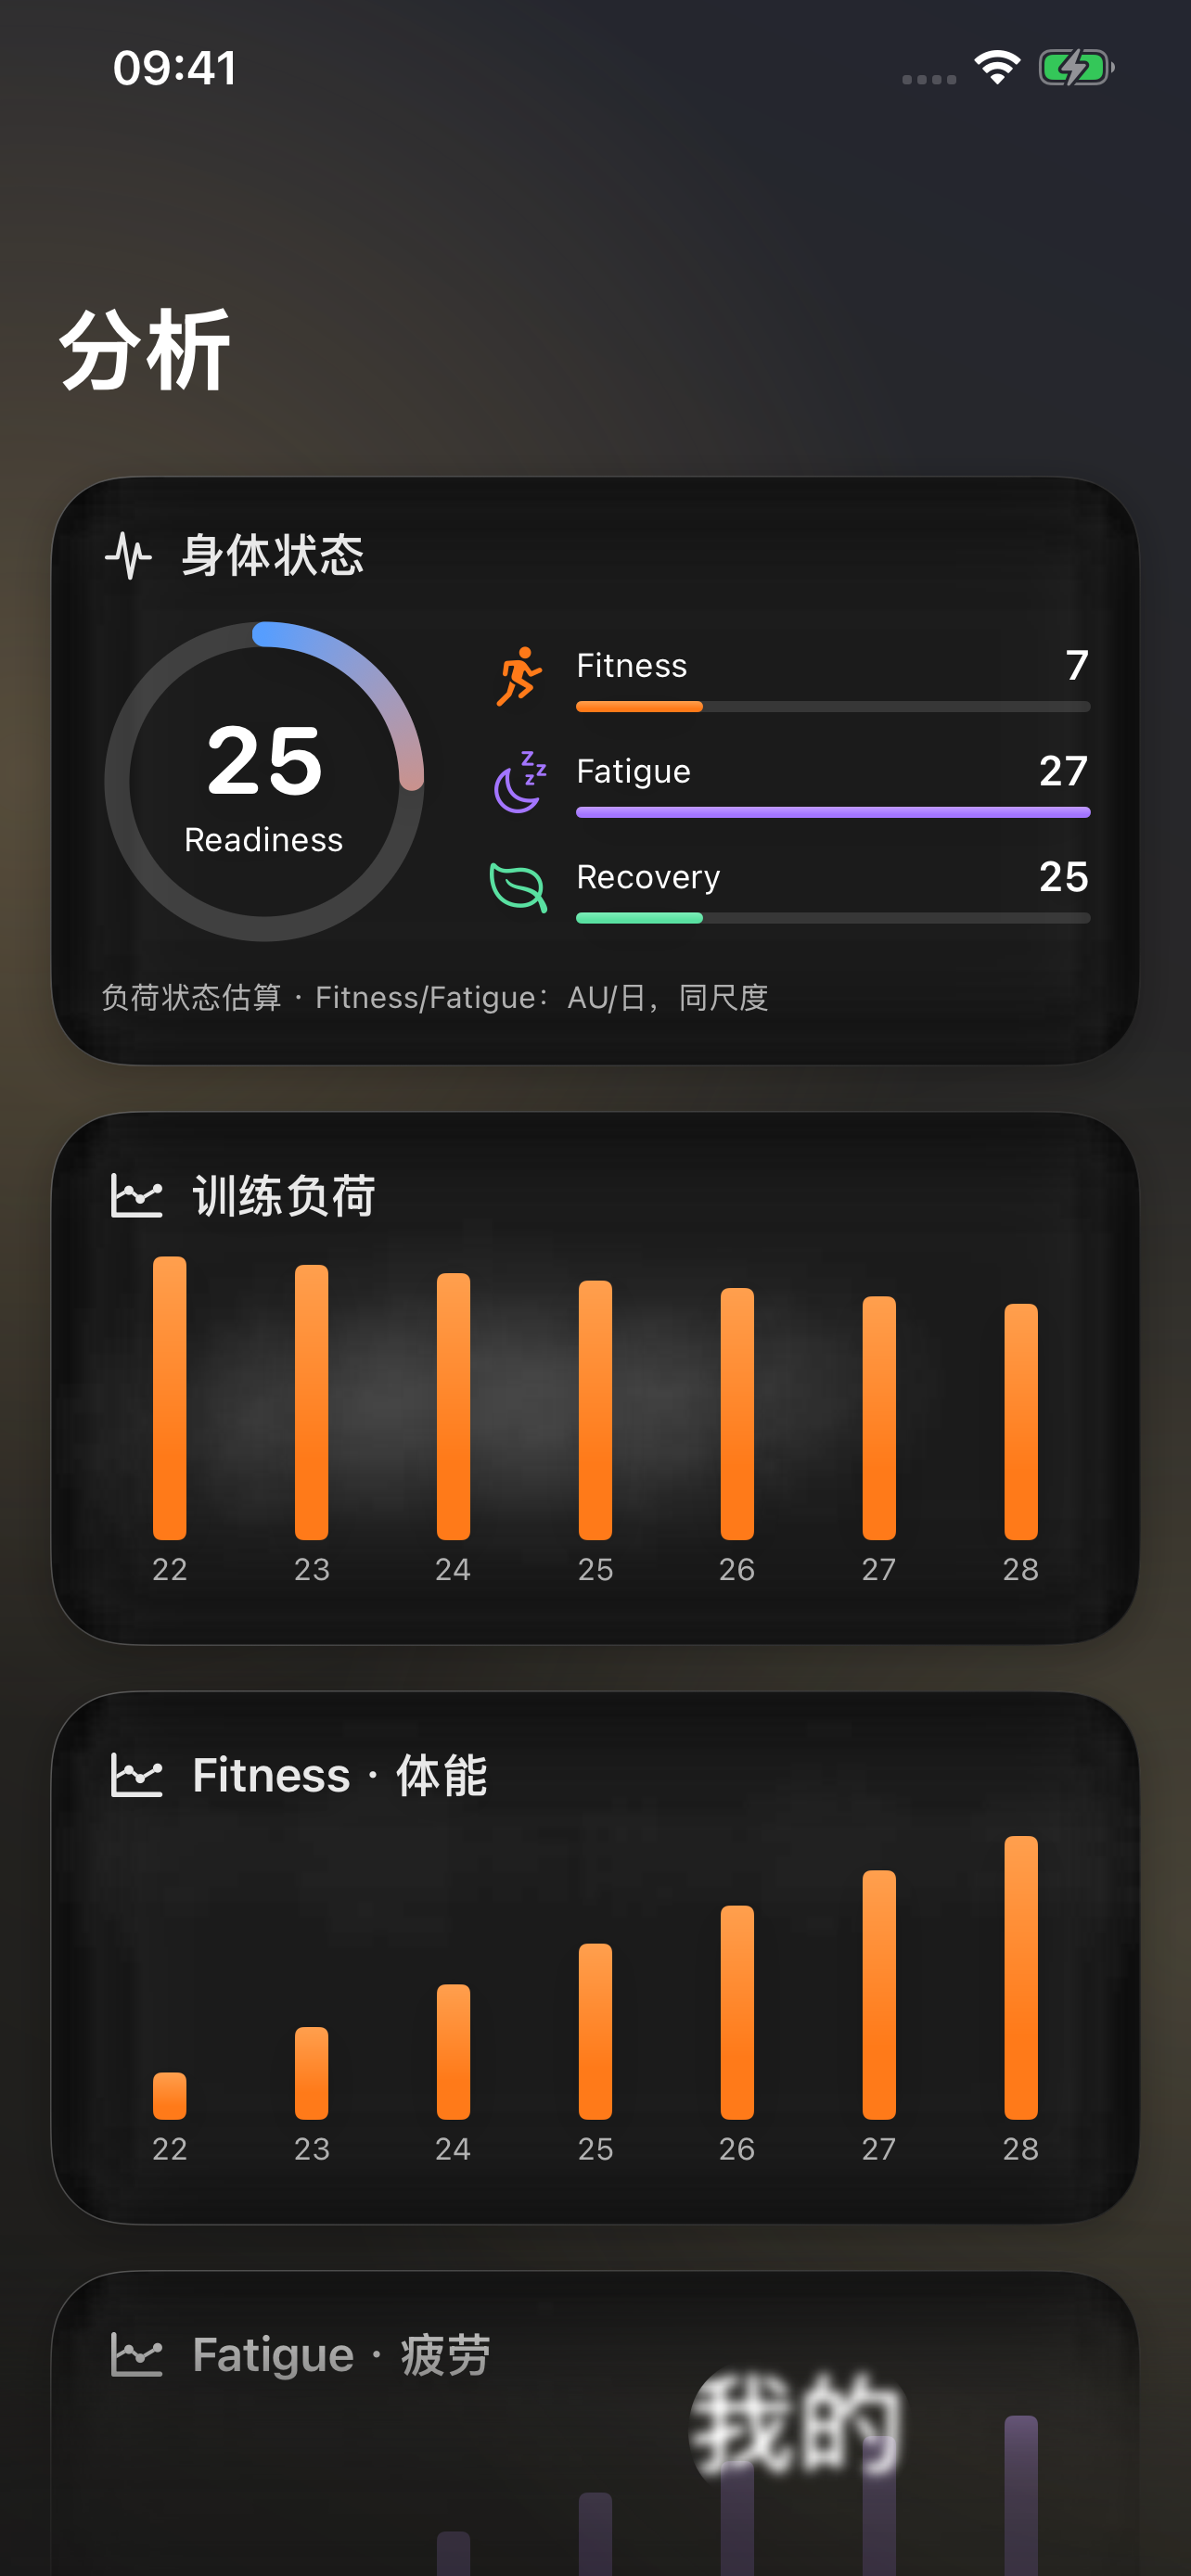 09:41
分析
身体状态
25
Readiness
Fitness 7
Fatigue 27
Recovery 25
负荷状态估算 · Fitness/Fatigue：AU/日，同尺度
训练负荷
22 23 24 25 26 27 28
Fitness · 体能
22 23 24 25 26 27 28
Fatigue · 疲劳
我的